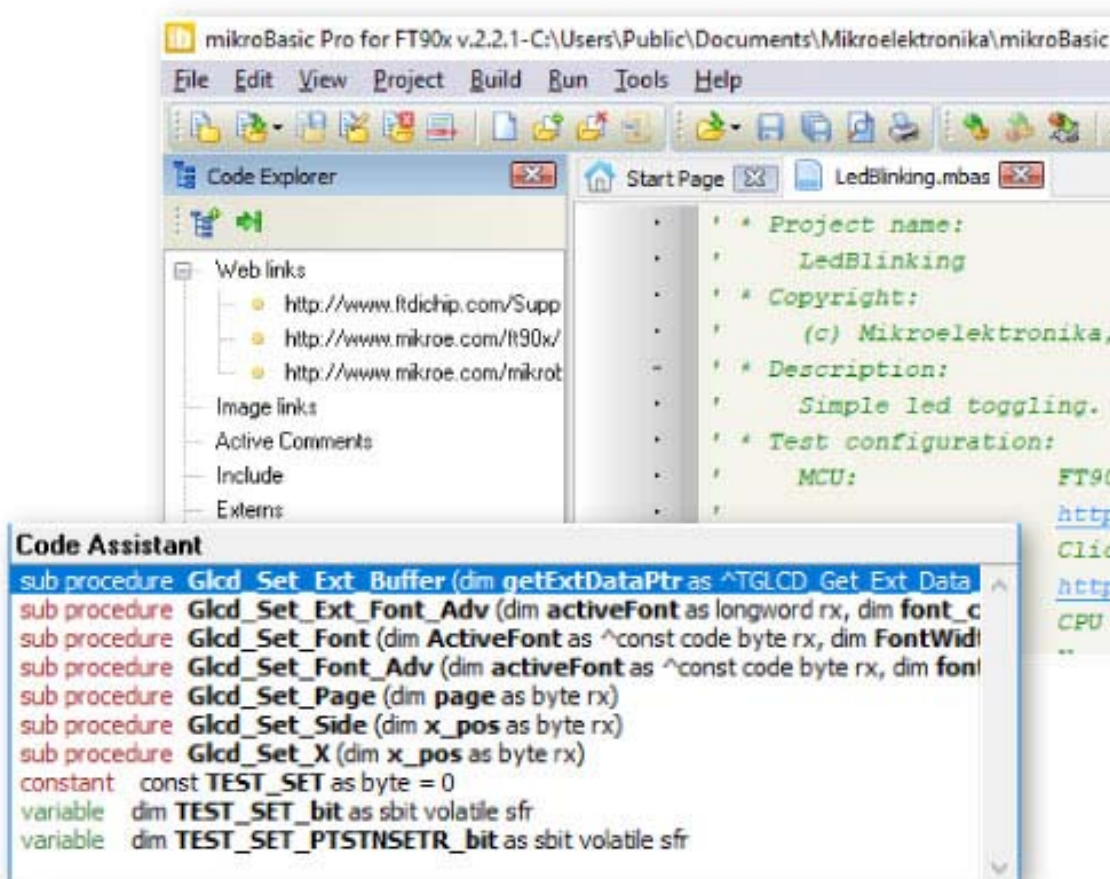 mikroBasic Pro for FT90x v.2.2.1-C:\Users\Public\Documents\Mikroelektronika\mikroBasic
File Edit View Project Build Run Tools Help
Code Explorer
Start Page LedBlinking.mbas
' * Project name:
' LedBlinking
' * Copyright:
' (c) Mikroelektronika,
' * Description:
' Simple led toggling.
' * Test configuration:
' MCU: FT90
' http
Clic
http
CPU
Web links
http://www.ftdichip.com/Supp
http://www.mikroe.com/ft90x/
http://www.mikroe.com/mikrob
Image links
Active Comments
Include
Externs
Code Assistant
sub procedure Glcd_Set_Ext_Buffer (dim getExtDataPtr as ^TGLCD_Get_Ext_Data_
sub procedure Glcd_Set_Ext_Font_Adv (dim activeFont as longword rx, dim font_c
sub procedure Glcd_Set_Font (dim ActiveFont as ^const code byte rx, dim FontWidt
sub procedure Glcd_Set_Font_Adv (dim activeFont as ^const code byte rx, dim font
sub procedure Glcd_Set_Page (dim page as byte rx)
sub procedure Glcd_Set_Side (dim x_pos as byte rx)
sub procedure Glcd_Set_X (dim x_pos as byte rx)
constant const TEST_SET as byte = 0
variable dim TEST_SET_bit as sbit volatile sfr
variable dim TEST_SET_PTSTNSETR_bit as sbit volatile sfr